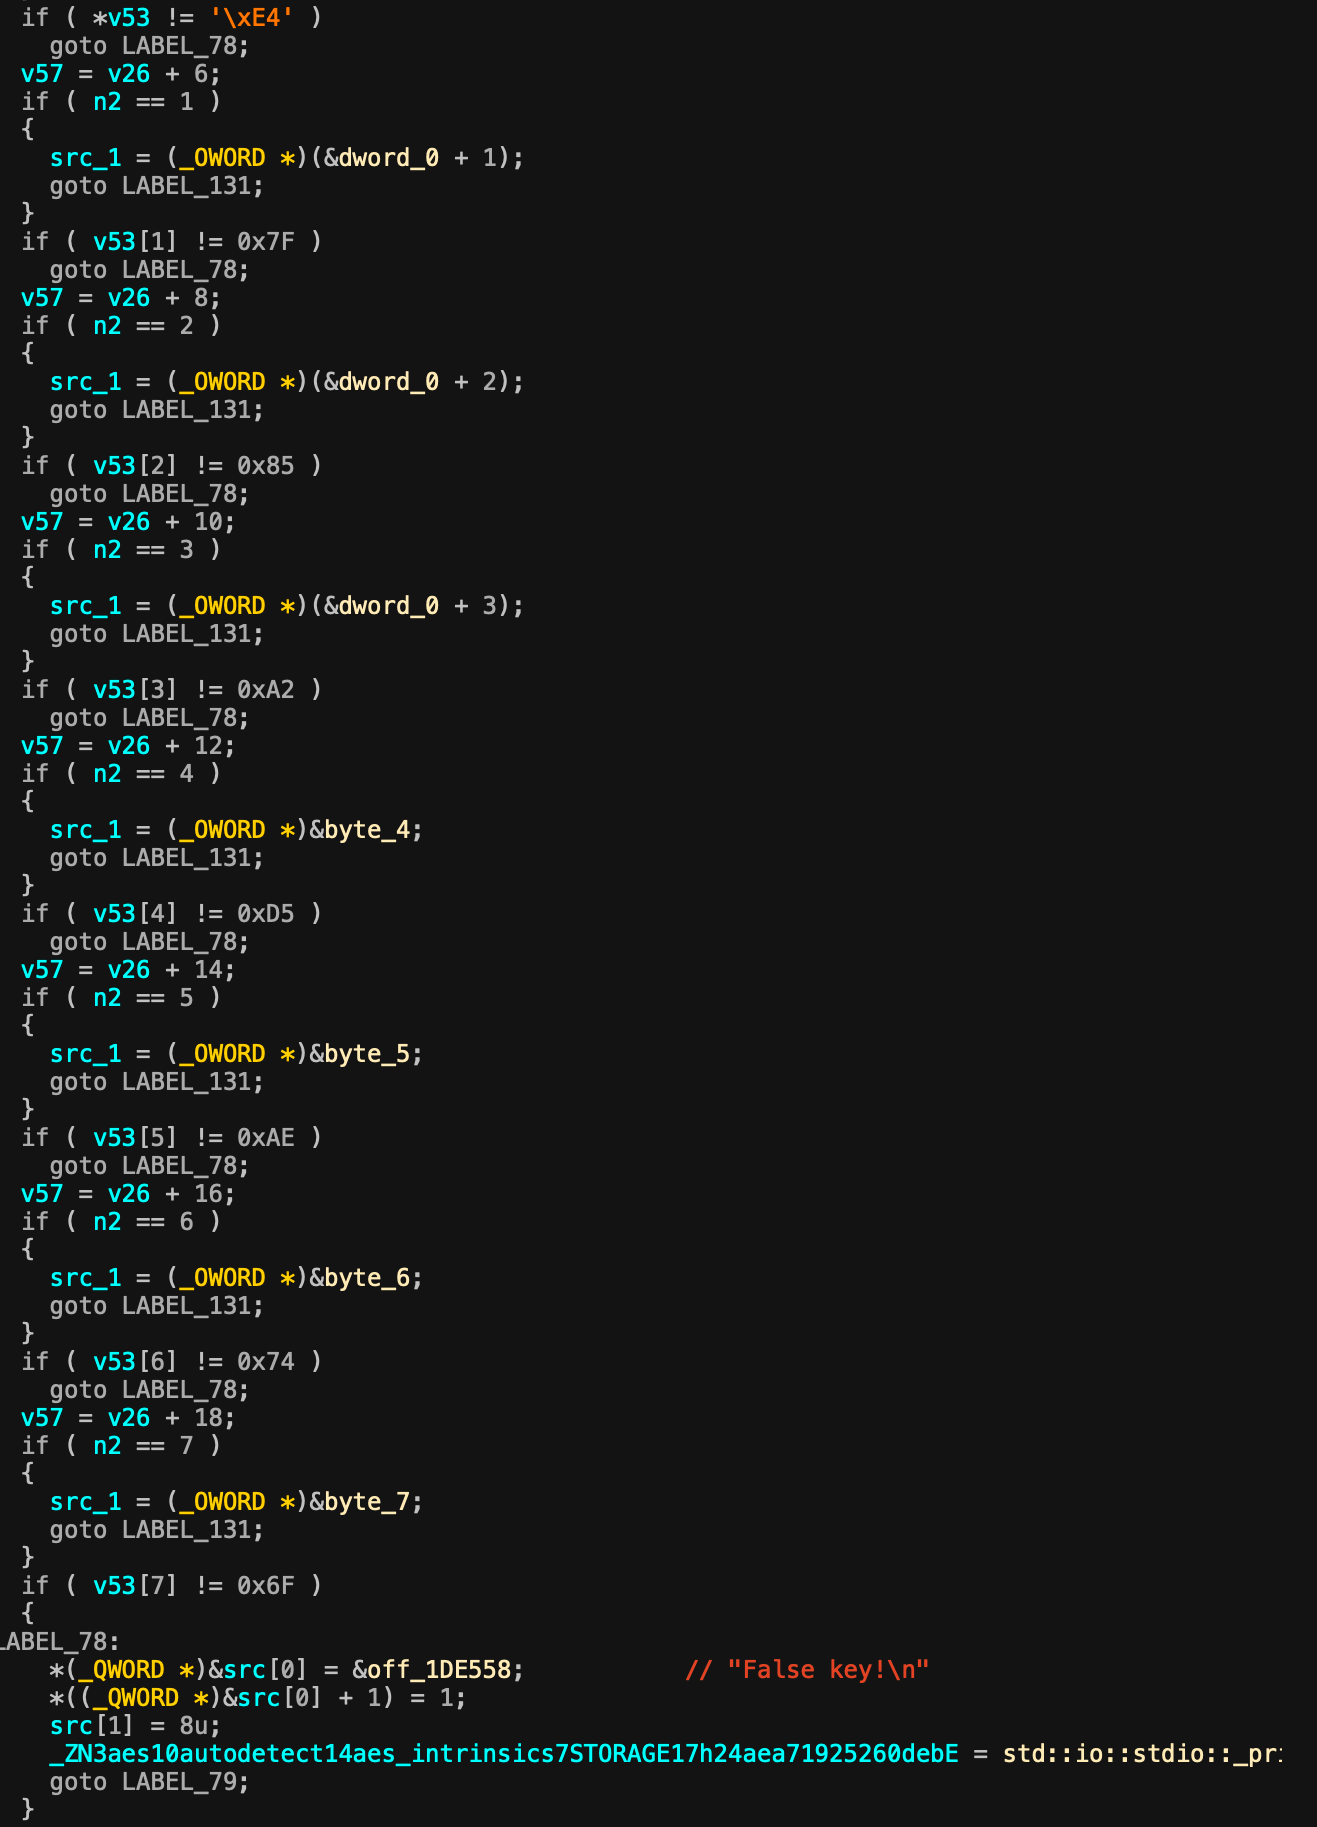 if ( *v53 != '\xE4' )
  goto LABEL_78;
v57 = v26 + 6;
if ( n2 == 1 )
{
  src_1 = (_OWORD *)(&dword_0 + 1);
  goto LABEL_131;
}
if ( v53[1] != 0x7F )
  goto LABEL_78;
v57 = v26 + 8;
if ( n2 == 2 )
{
  src_1 = (_OWORD *)(&dword_0 + 2);
  goto LABEL_131;
}
if ( v53[2] != 0x85 )
  goto LABEL_78;
v57 = v26 + 10;
if ( n2 == 3 )
{
  src_1 = (_OWORD *)(&dword_0 + 3);
  goto LABEL_131;
}
if ( v53[3] != 0xA2 )
  goto LABEL_78;
v57 = v26 + 12;
if ( n2 == 4 )
{
  src_1 = (_OWORD *)&byte_4;
  goto LABEL_131;
}
if ( v53[4] != 0xD5 )
  goto LABEL_78;
v57 = v26 + 14;
if ( n2 == 5 )
{
  src_1 = (_OWORD *)&byte_5;
  goto LABEL_131;
}
if ( v53[5] != 0xAE )
  goto LABEL_78;
v57 = v26 + 16;
if ( n2 == 6 )
{
  src_1 = (_OWORD *)&byte_6;
  goto LABEL_131;
}
if ( v53[6] != 0x74 )
  goto LABEL_78;
v57 = v26 + 18;
if ( n2 == 7 )
{
  src_1 = (_OWORD *)&byte_7;
  goto LABEL_131;
}
if ( v53[7] != 0x6F )
{
LABEL_78:
  *(_QWORD *)&src[0] = &off_1DE558;           // "False key!\n"
  *((_QWORD *)&src[0] + 1) = 1;
  src[1] = 8u;
  _ZN3aes10autodetect14aes_intrinsics7STORAGE17h24aea71925260debE = std::io::stdio::_pr
  goto LABEL_79;
}